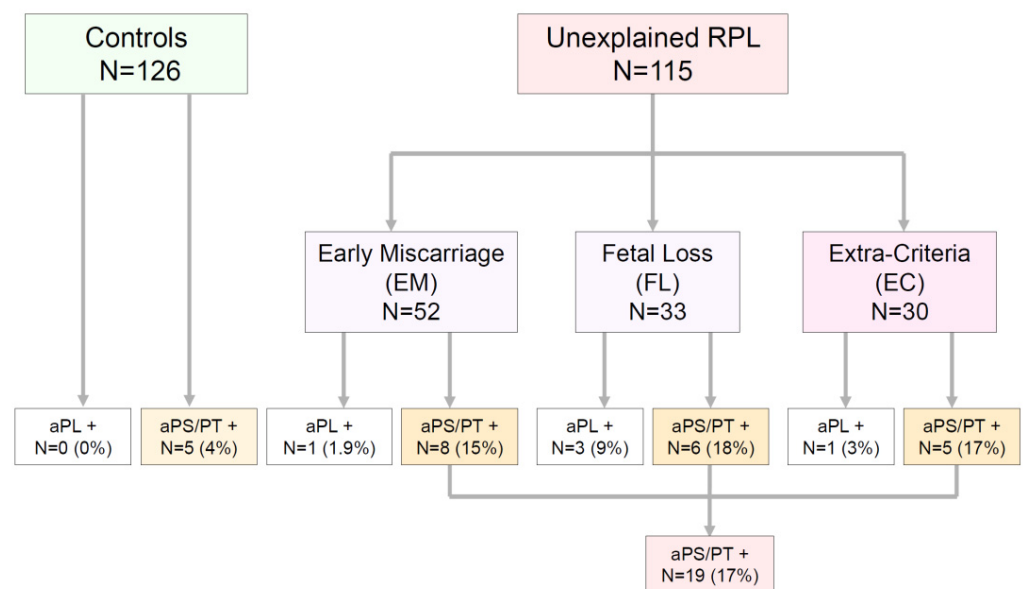 Controls
N=126
Unexplained RPL
N=115
Early Miscarriage
(EM)
N=52
Fetal Loss
(FL)
N=33
Extra-Criteria
(EC)
N=30
aPL +
N=0 (0%)
aPS/PT +
N=5 (4%)
aPL +
N=1 (1.9%)
aPS/PT +
N=8 (15%)
aPL +
N=3 (9%)
aPS/PT +
N=6 (18%)
aPL +
N=1 (3%)
aPS/PT +
N=5 (17%)
aPS/PT +
N=19 (17%)